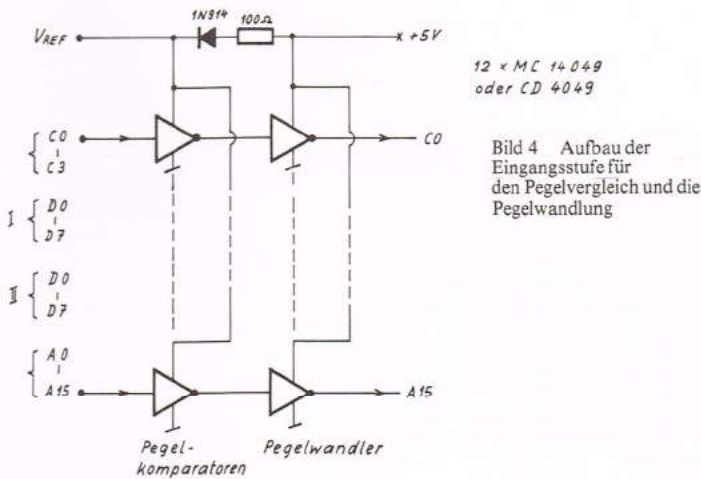 1N914
100Ω
VREF
x +5V
12 x MC 14049
oder CD 4049
C0
C3
C0
Bild 4 Aufbau der
Eingangsstufe für
den Pegelvergleich und die
Pegelwandlung
I
D0
D7
II
D0
D7
A0
A15
A15
Pegel-
komparatoren
Pegelwandler